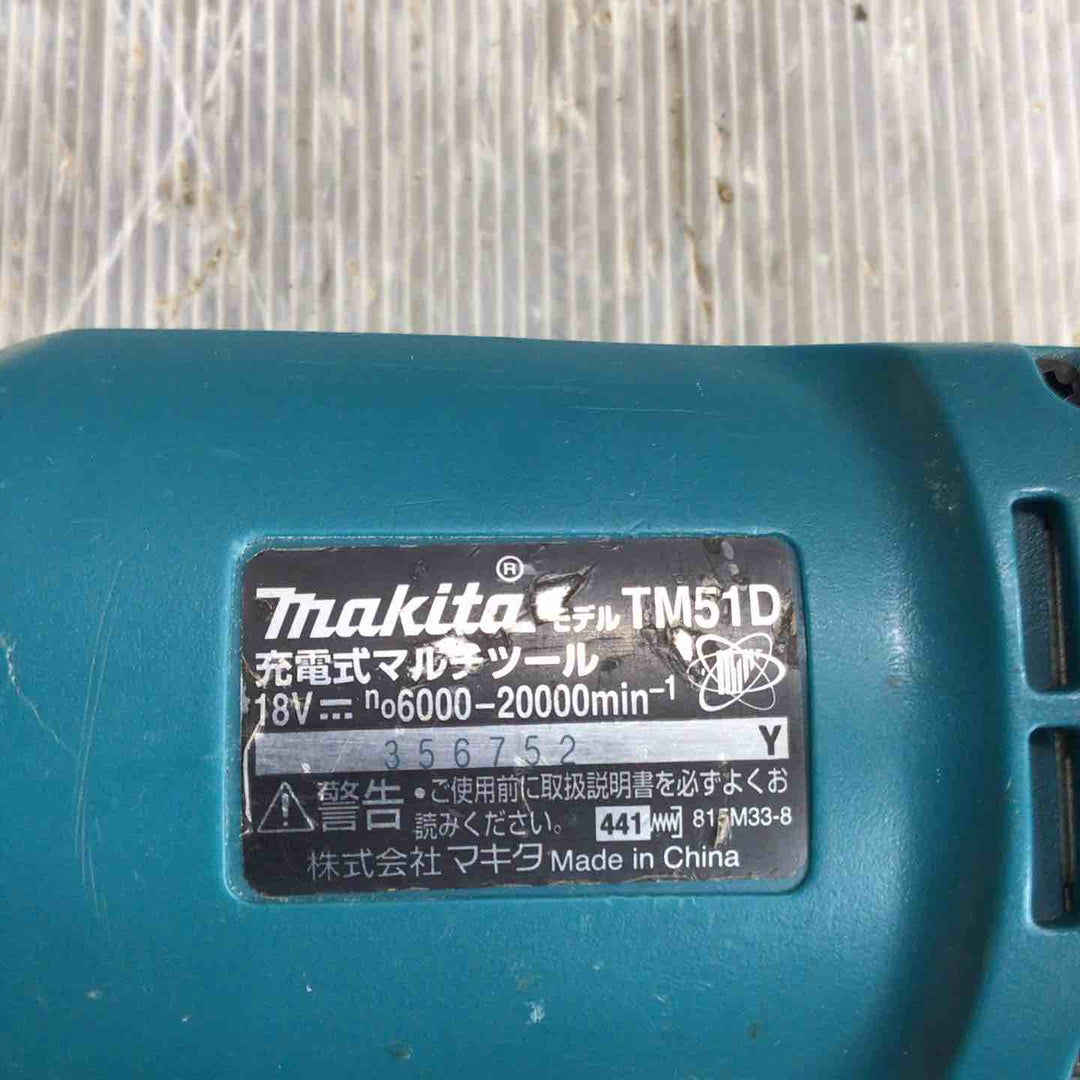 makita® モデル TM51D
充電式マルチツール
18V⎓ n₀6000-20000min⁻¹
356752 Y
⚠警告 •ご使用前に取扱説明書を必ずよくお
読みください。 441 815M33-8
株式会社 マキタ Made in China